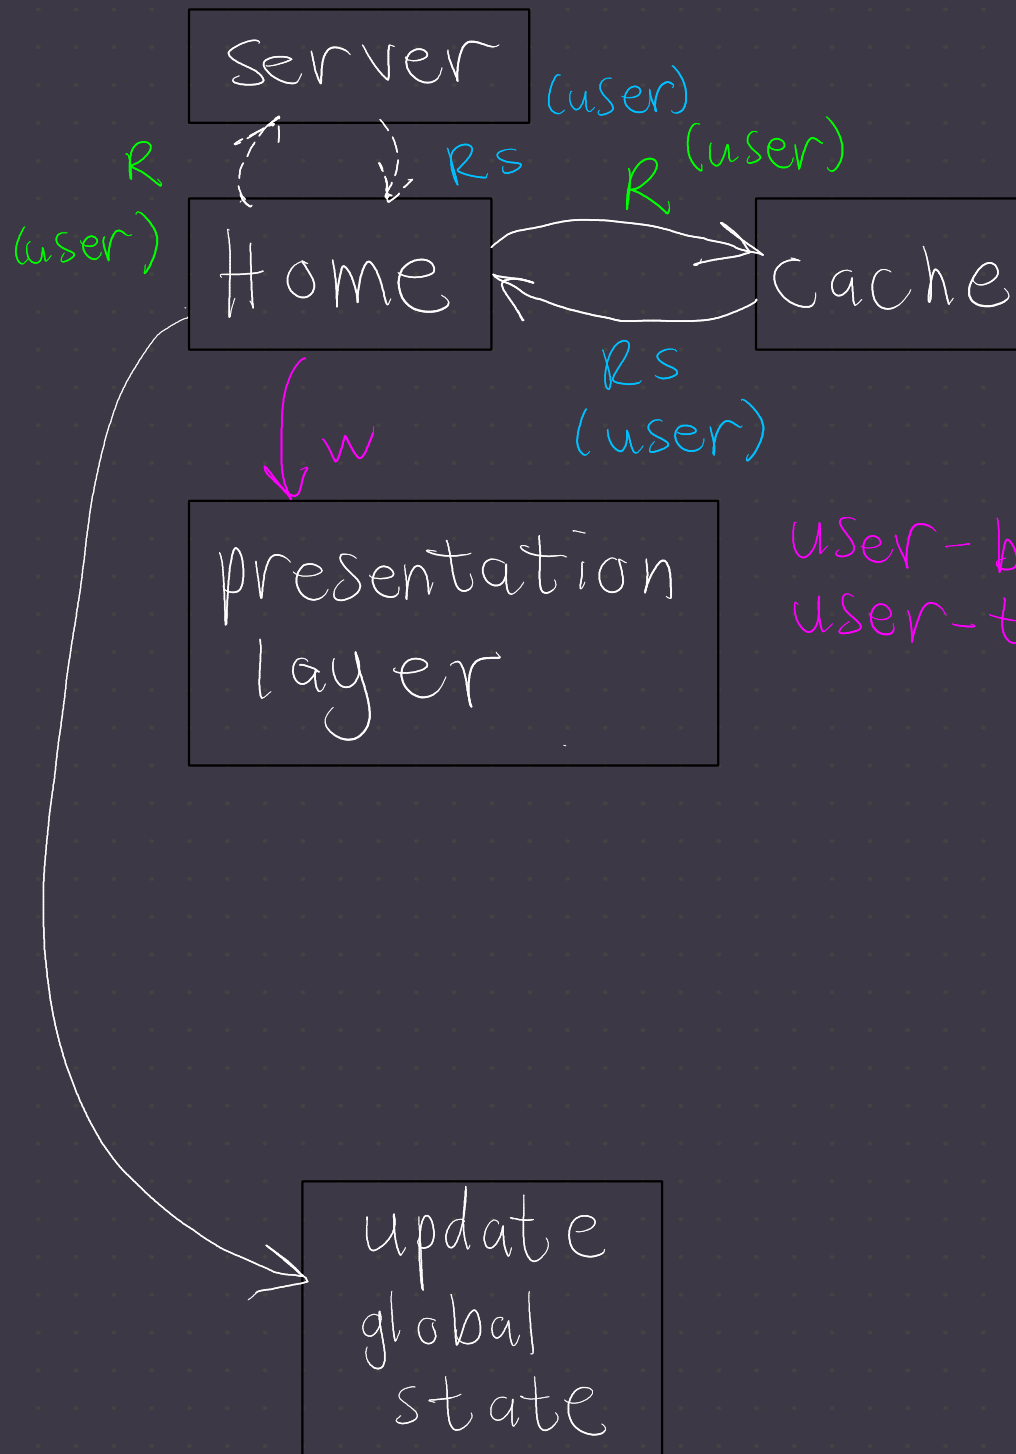 server
(user)
R
Rs
R
(user)
(user)
Home
cache
Rs
(user)
w
presentation
layer
user-b
user-t
update
global
state